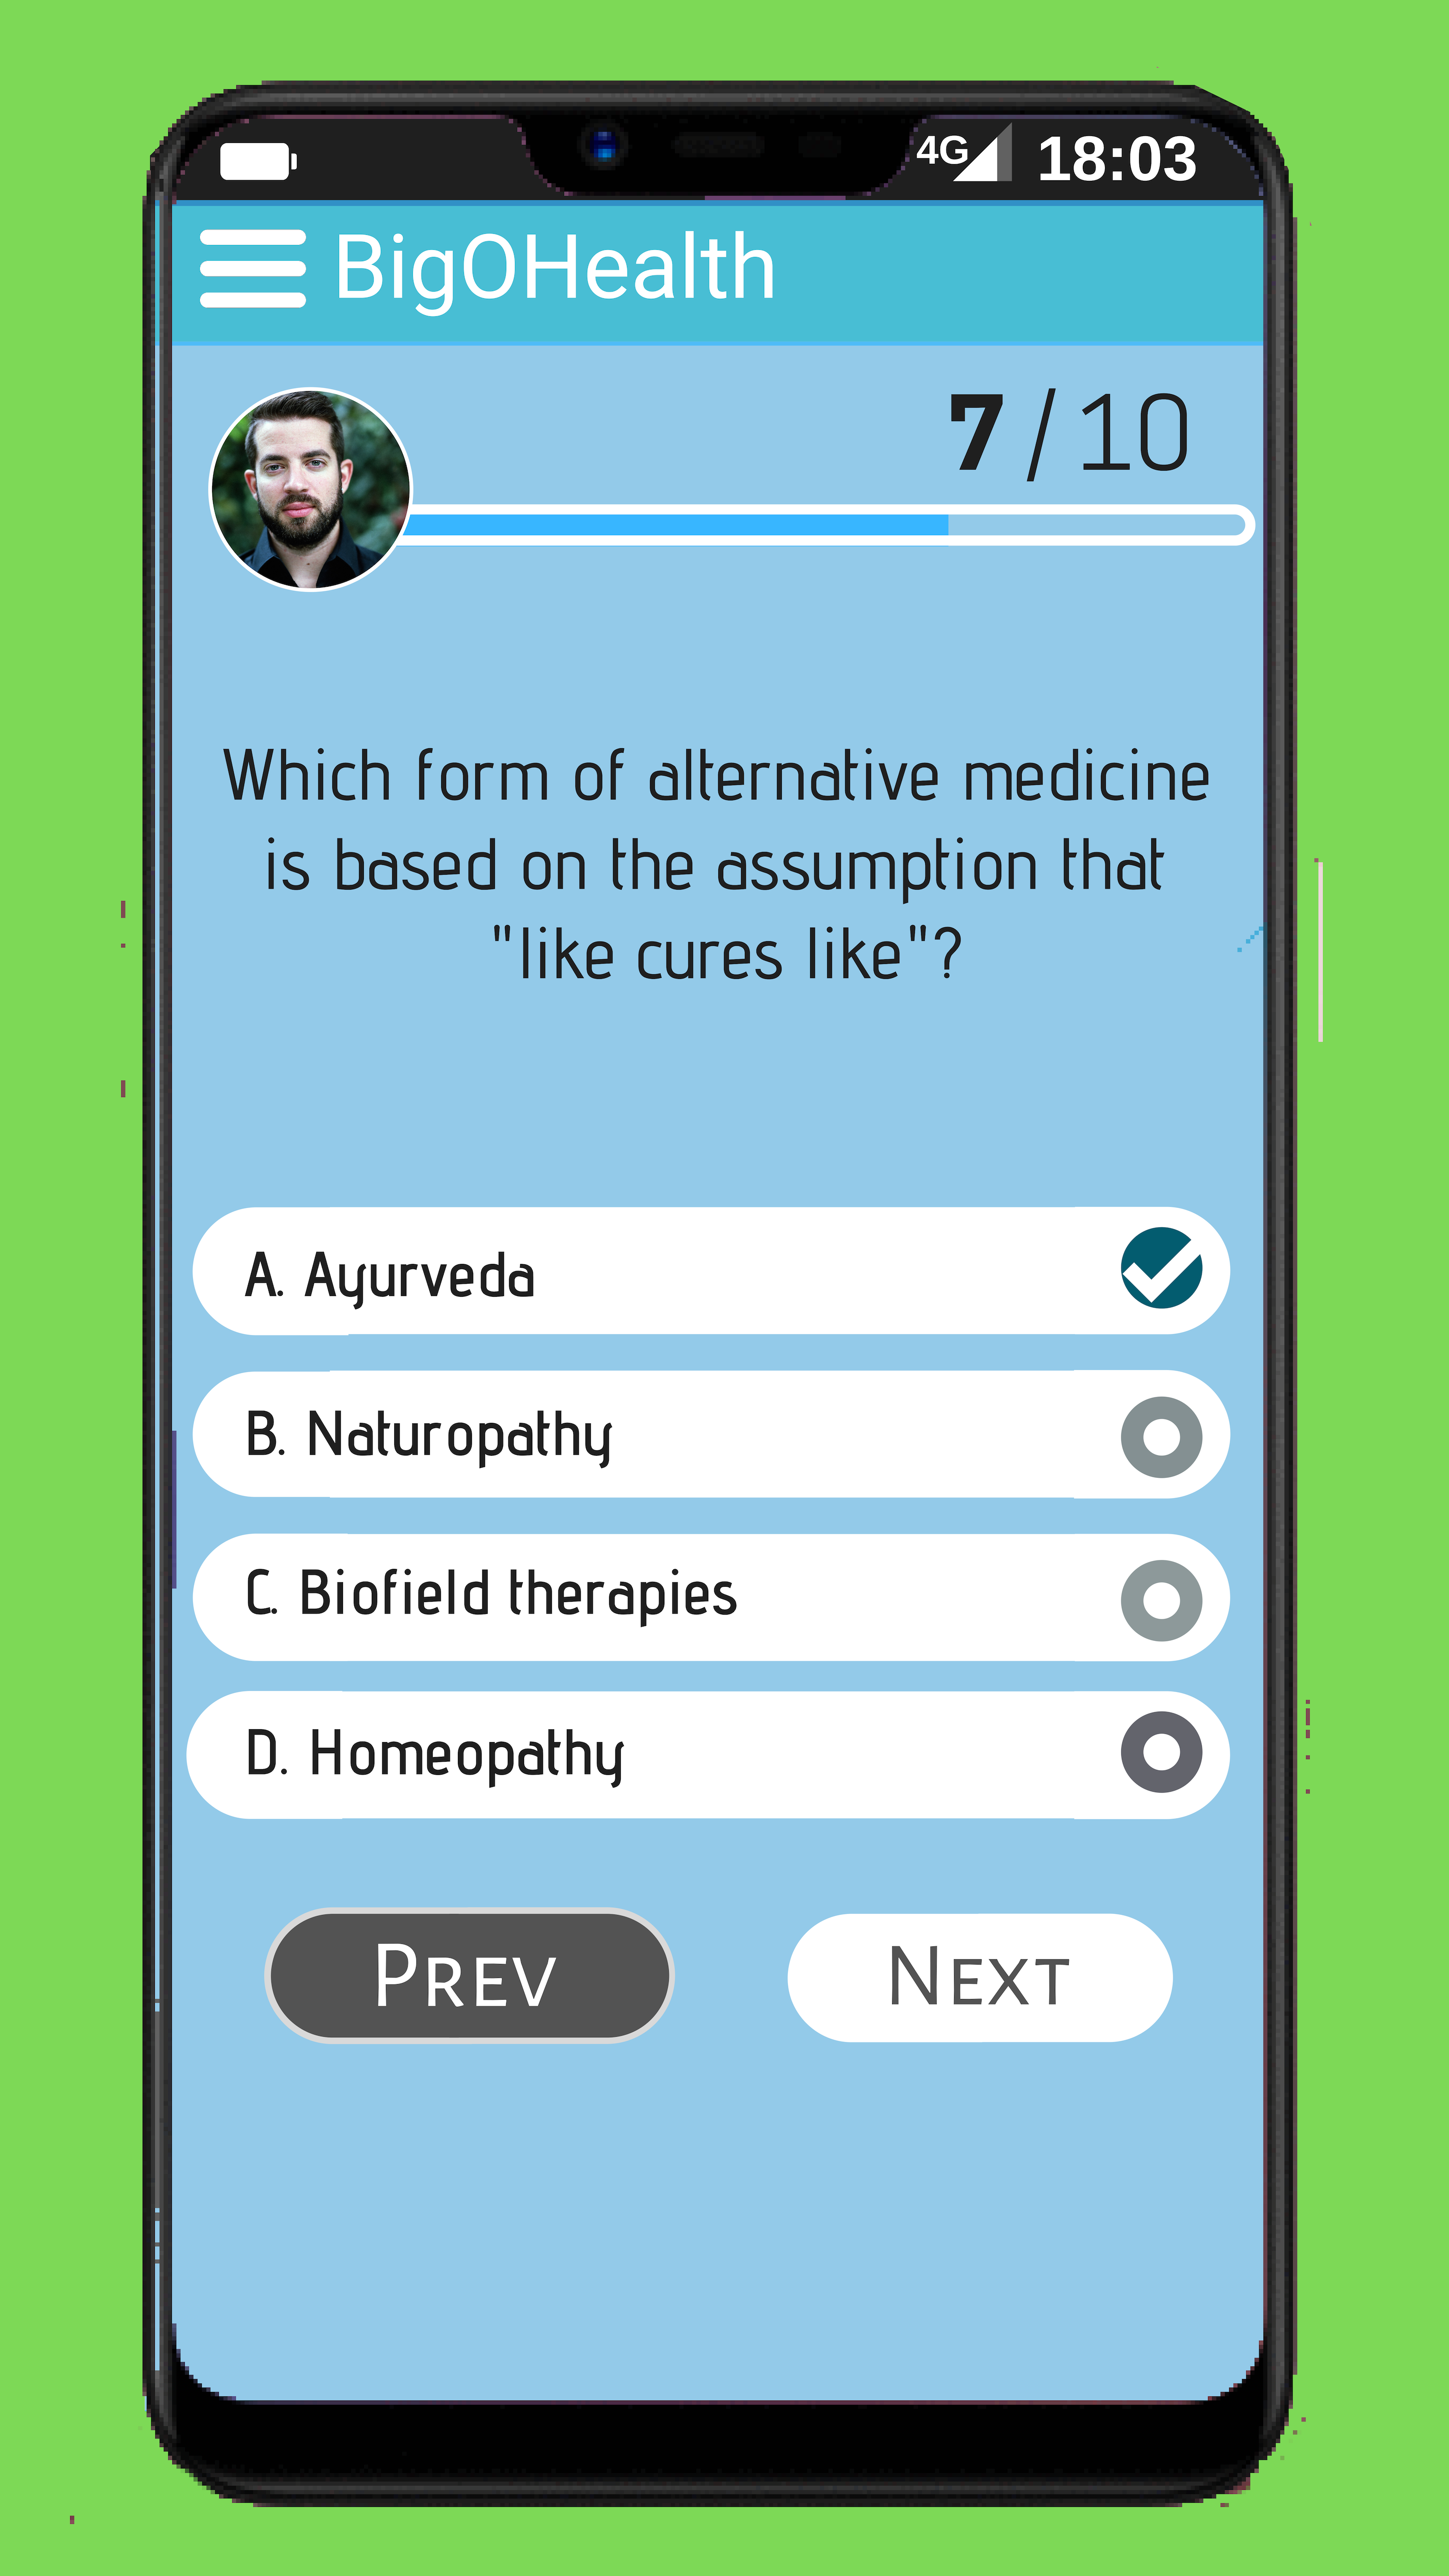 4G 18:03
BigOHealth
7/10
Which form of alternative medicine
is based on the assumption that
"like cures like"?
A. Ayurveda
B. Naturopathy
C. Biofield therapies
D. Homeopathy
Prev Next